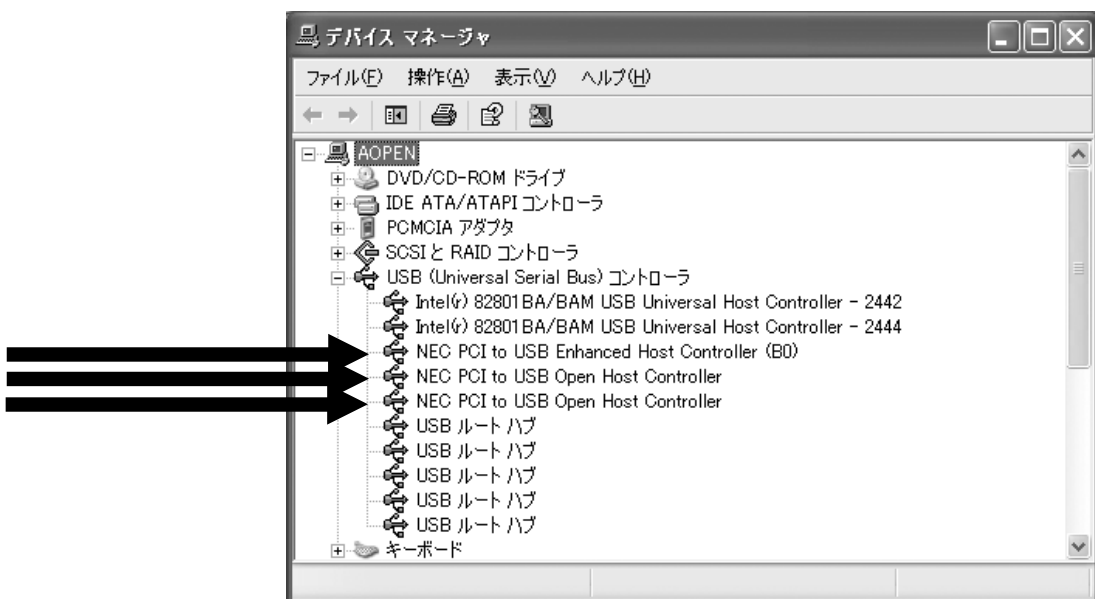 デバイス マネージャ
ファイル(F) 操作(A) 表示(V) ヘルプ(H)
AOPEN
DVD/CD-ROM ドライブ
IDE ATA/ATAPI コントローラ
PCMCIA アダプタ
SCSI と RAID コントローラ
USB (Universal Serial Bus) コントローラ
Intel(r) 82801BA/BAM USB Universal Host Controller - 2442
Intel(r) 82801BA/BAM USB Universal Host Controller - 2444
NEC PCI to USB Enhanced Host Controller (B0)
NEC PCI to USB Open Host Controller
NEC PCI to USB Open Host Controller
USB ルート ハブ
USB ルート ハブ
USB ルート ハブ
USB ルート ハブ
USB ルート ハブ
キーボード